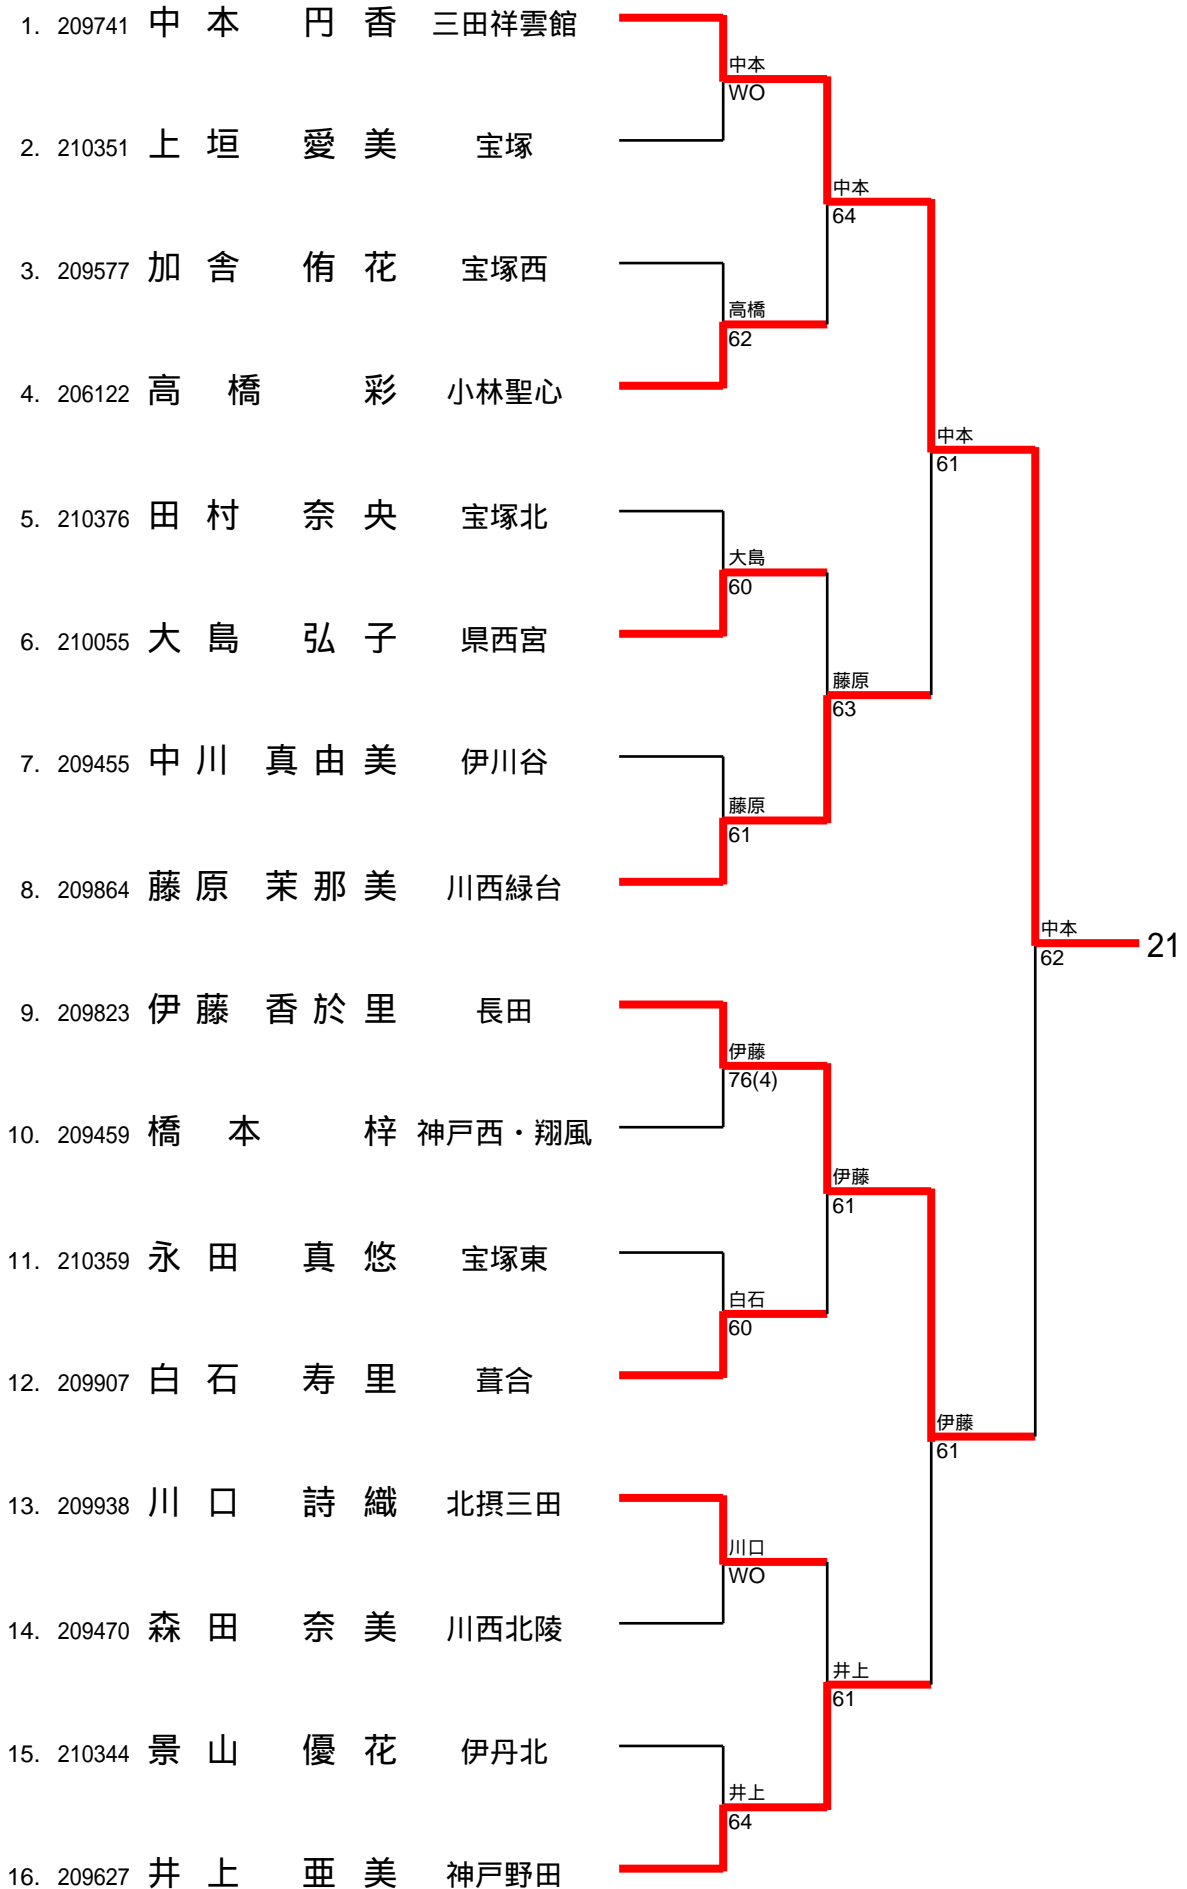 1. 209741 中本 円香 三田祥雲館
中本
WO
2. 210351 上垣 愛美 宝塚
中本
64
3. 209577 加舎 侑花 宝塚西
高橋
62
4. 206122 高橋 彩 小林聖心
中本
61
5. 210376 田村 奈央 宝塚北
大島
60
6. 210055 大島 弘子 県西宮
藤原
63
7. 209455 中川 真由美 伊川谷
藤原
61
8. 209864 藤原 茉那美 川西緑台
中本
62
21
9. 209823 伊藤 香於里 長田
伊藤
76(4)
10. 209459 橋本 梓 神戸西・翔風
伊藤
61
11. 210359 永田 真悠 宝塚東
白石
60
12. 209907 白石 寿里 葺合
伊藤
61
13. 209938 川口 詩織 北摂三田
川口
WO
14. 209470 森田 奈美 川西北陵
井上
61
15. 210344 景山 優花 伊丹北
井上
64
16. 209627 井上 亜美 神戸野田